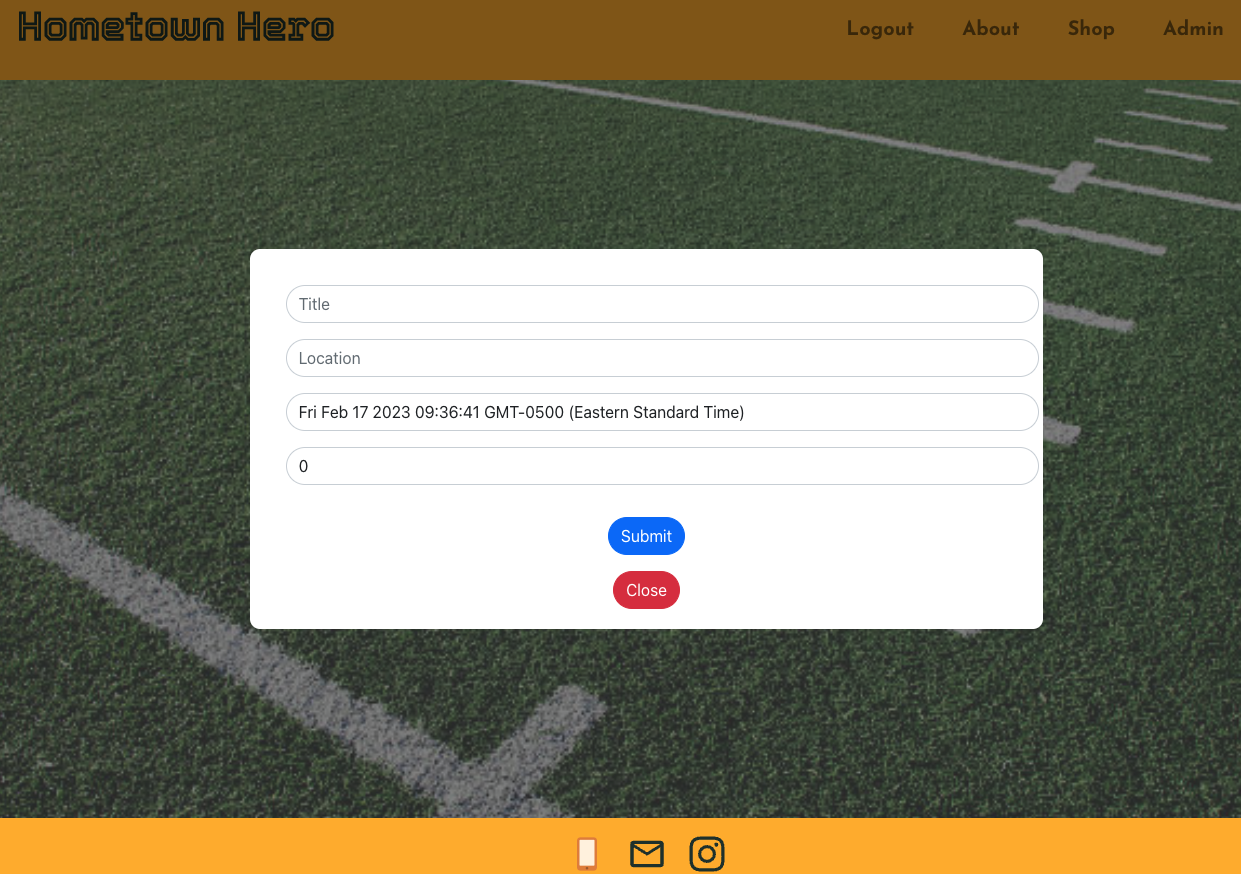 Hometown Hero
Logout About Shop Admin
Title
Location
Fri Feb 17 2023 09:36:41 GMT-0500 (Eastern Standard Time)
0
Submit
Close